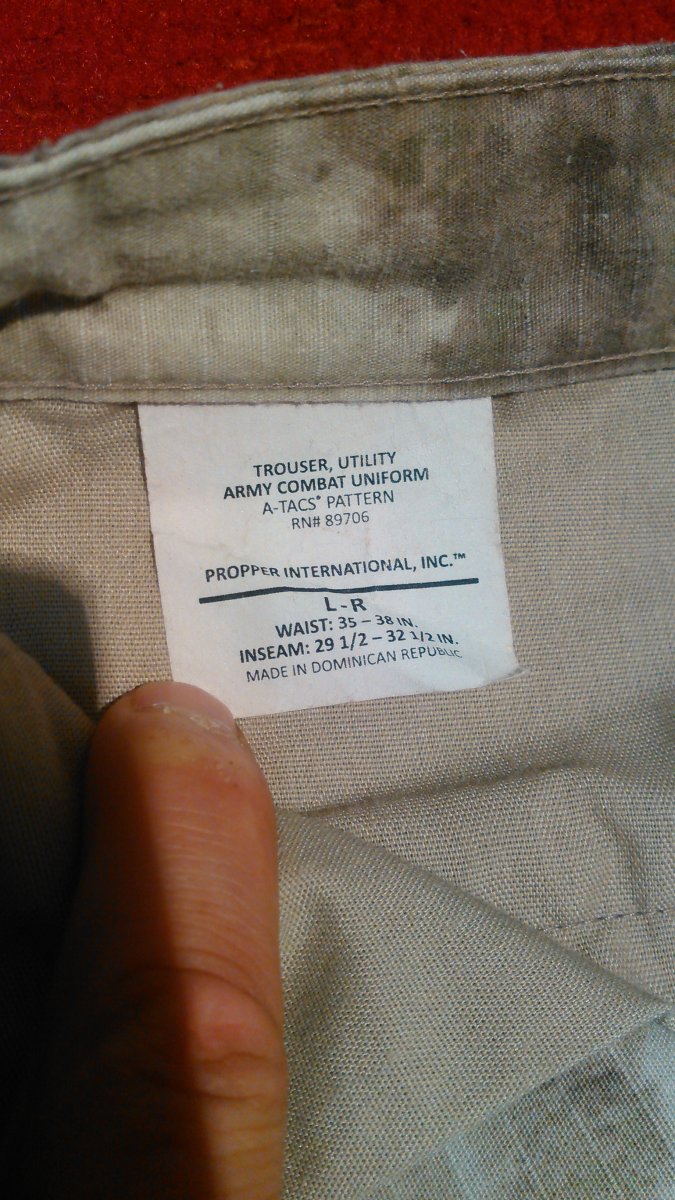 TROUSER, UTILITY
ARMY COMBAT UNIFORM
A-TACS® PATTERN
RN# 89706
PROPPER INTERNATIONAL, INC.™
L - R
WAIST: 35 – 38 IN.
INSEAM: 29 1/2 – 32 1/2 IN.
MADE IN DOMINICAN REPUBLIC